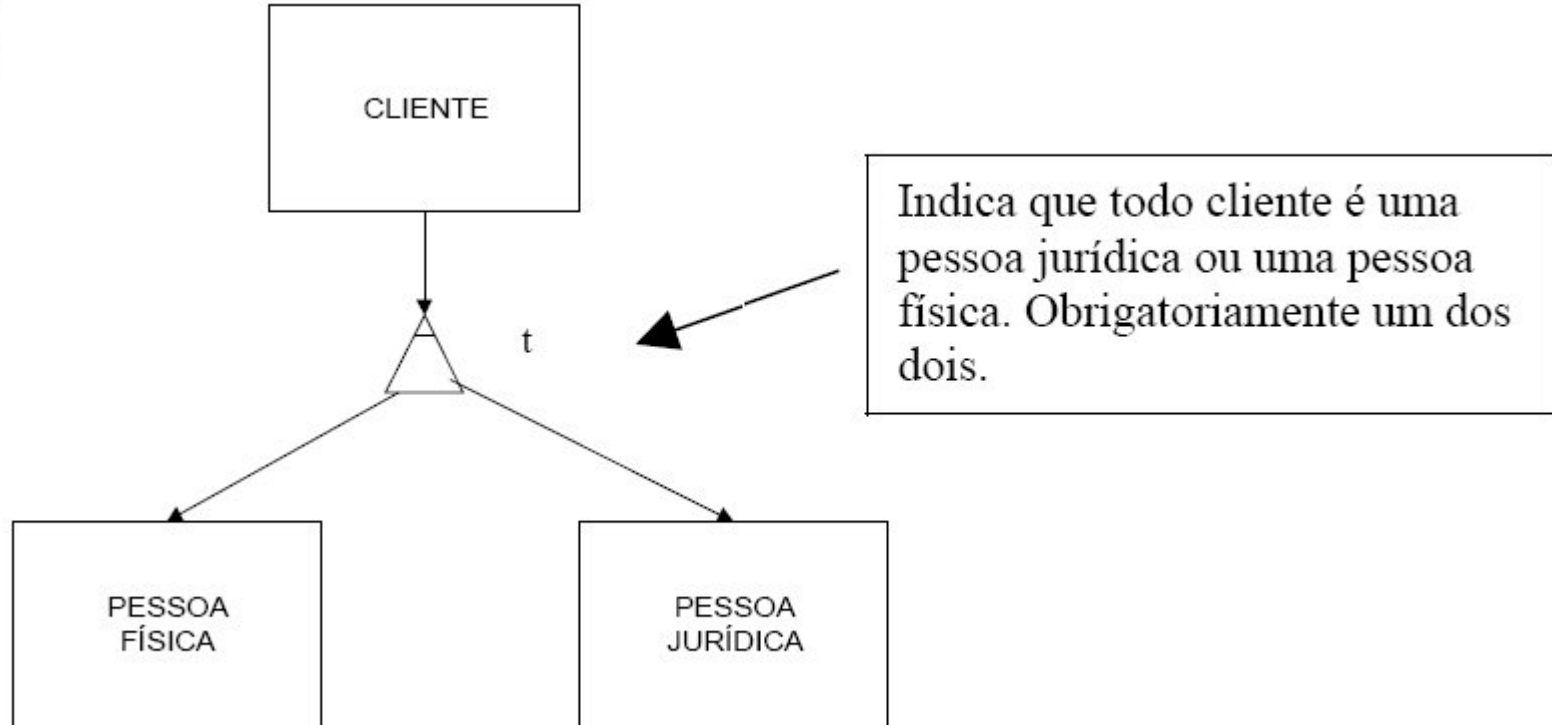 CLIENTE
Indica que todo cliente é uma
pessoa jurídica ou uma pessoa
física. Obrigatoriamente um dos
dois.
t
PESSOA
FÍSICA
PESSOA
JURÍDICA